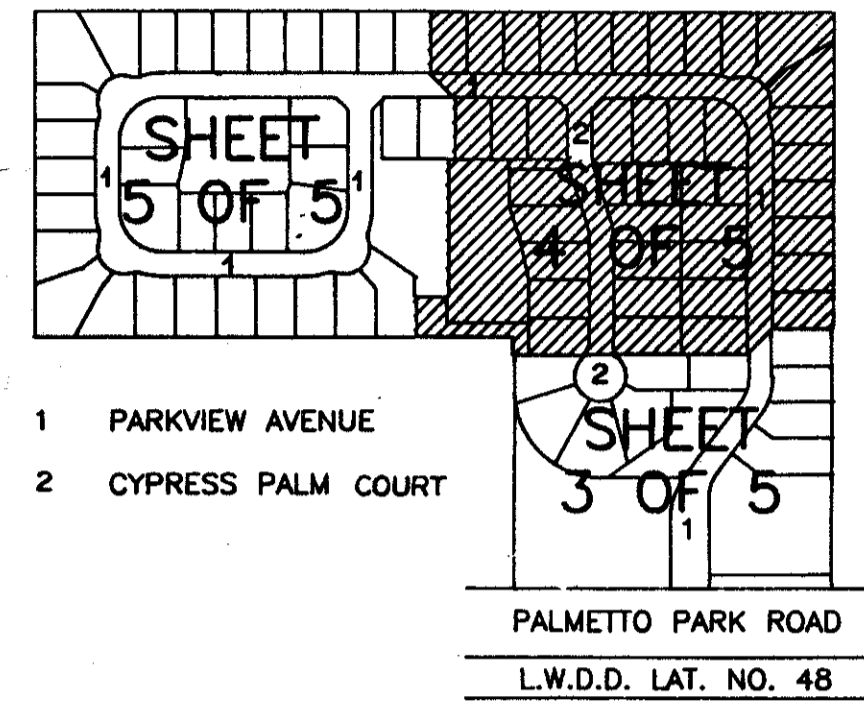 1
2
SHEET
5 OF 5
1
1
1
SHEET
4 OF 5
1
2
SHEET
3 OF 5
1
1 PARKVIEW AVENUE
2 CYPRESS PALM COURT
PALMETTO PARK ROAD
L.W.D.D. LAT. NO. 48